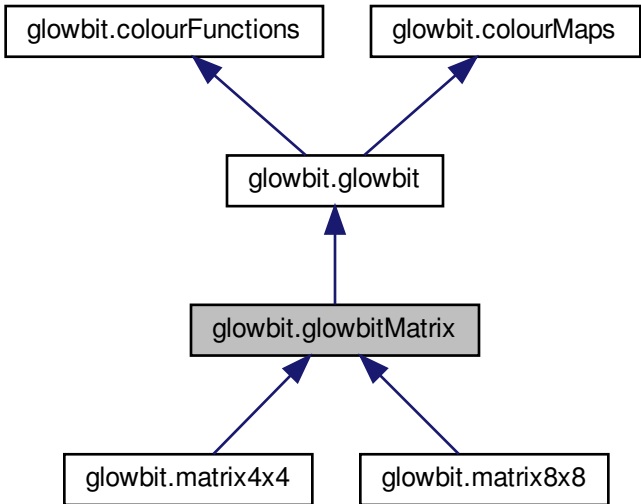 glowbit.colourFunctions
glowbit.colourMaps
glowbit.glowbit
glowbit.glowbitMatrix
glowbit.matrix4x4
glowbit.matrix8x8